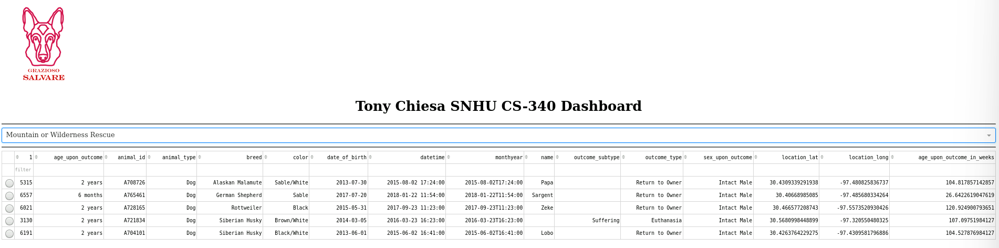 GRAZIOSO
SALVARE
Tony Chiesa SNHU CS-340 Dashboard
Mountain or Wilderness Rescue
1 age_upon_outcome animal_id animal_type breed color date_of_birth datetime monthyear name outcome_subtype outcome_type sex_upon_outcome location_lat location_long age_upon_outcome_in_weeks
filter
5315 2 years A708726 Dog Alaskan Malamute Sable/White 2013-07-30 2015-08-02 17:24:00 2015-08-02T17:24:00 Papa Return to Owner Intact Male 30.4309339291938 -97.480825836737 104.817857142857
6557 6 months A765461 Dog German Shepherd Sable 2017-07-20 2018-01-22 11:54:00 2018-01-22T11:54:00 Sargent Return to Owner Intact Male 30.40668985085 -97.485680334264 26.6422619047619
6021 2 years A728165 Dog Rottweiler Black 2015-05-31 2017-09-23 11:23:00 2017-09-23T11:23:00 Zeke Return to Owner Intact Male 30.466577208743 -97.5573520930426 120.924900793651
3130 2 years A721834 Dog Siberian Husky Brown/White 2014-03-05 2016-03-23 16:23:00 2016-03-23T16:23:00 Suffering Euthanasia Intact Male 30.5680998448899 -97.320550480325 107.09751984127
6191 2 years A704101 Dog Siberian Husky Black/White 2013-06-01 2015-06-02 16:41:00 2015-06-02T16:41:00 Lobo Return to Owner Intact Male 30.4263764229275 -97.4309581796886 104.527876984127